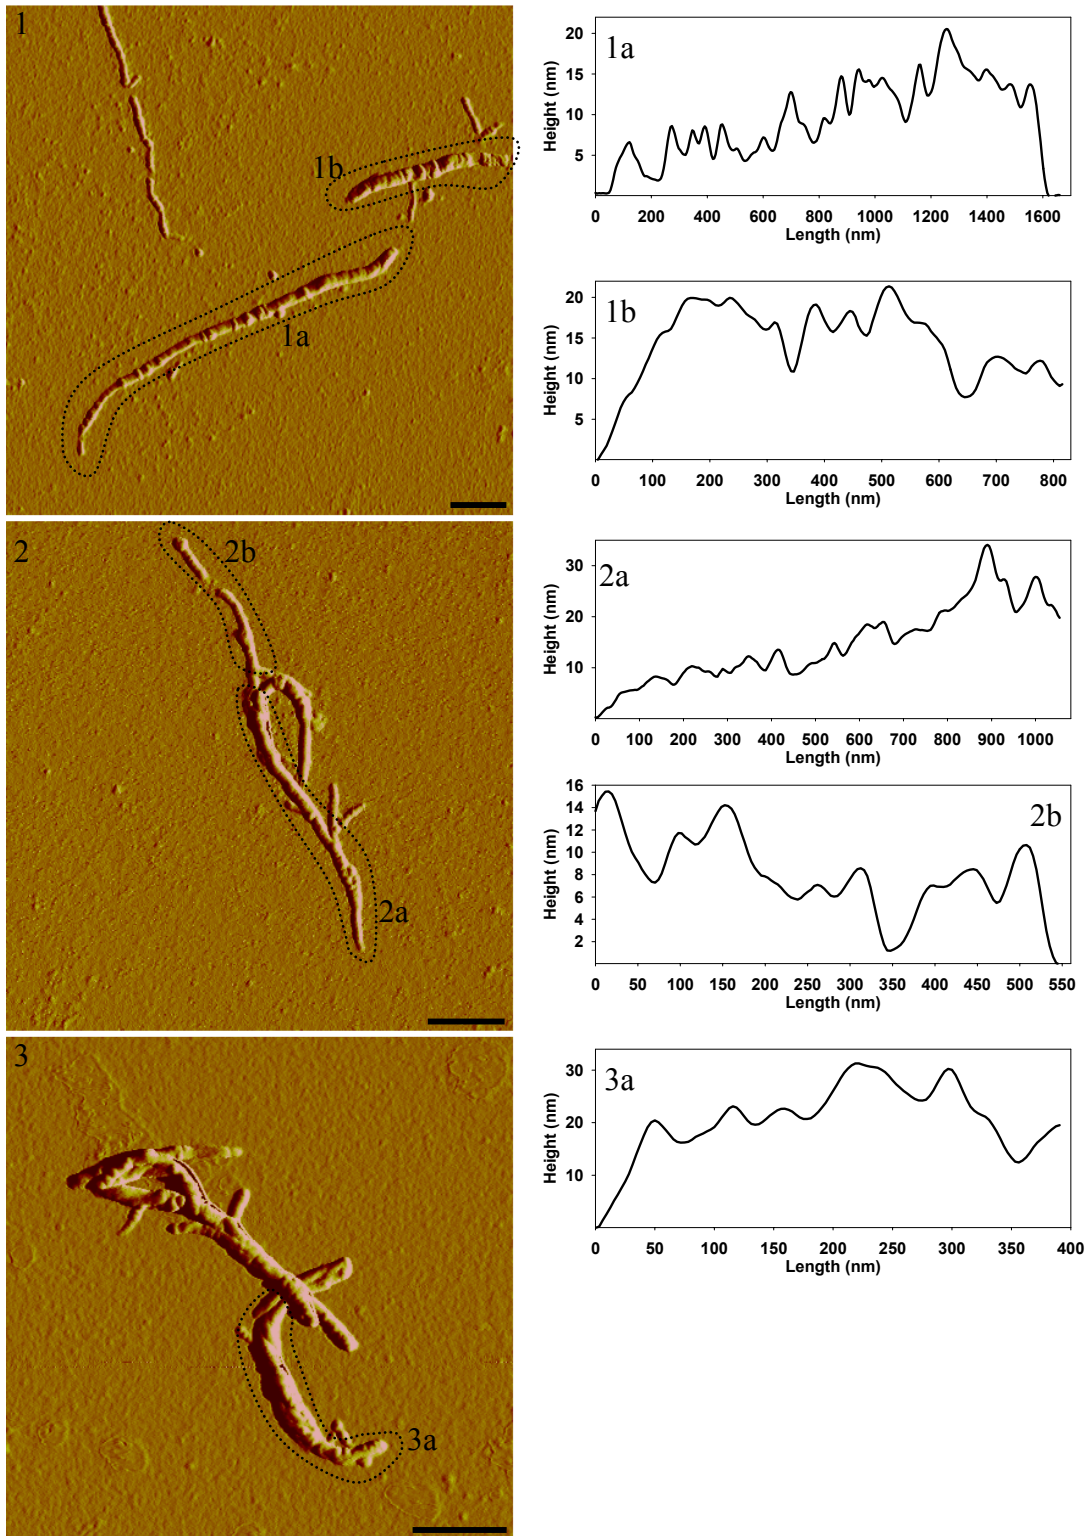 1
1b
1a
2
2b
2a
3
3a
1a
Height (nm)
20
15
10
5
0 200 400 600 800 1000 1200 1400 1600
Length (nm)
1b
Height (nm)
20
15
10
5
0 100 200 300 400 500 600 700 800
Length (nm)
2a
Height (nm)
30
20
10
0 100 200 300 400 500 600 700 800 900 1000
Length (nm)
2b
Height (nm)
16
14
12
10
8
6
4
2
0 50 100 150 200 250 300 350 400 450 500 550
Length (nm)
3a
Height (nm)
30
20
10
0 50 100 150 200 250 300 350 400
Length (nm)